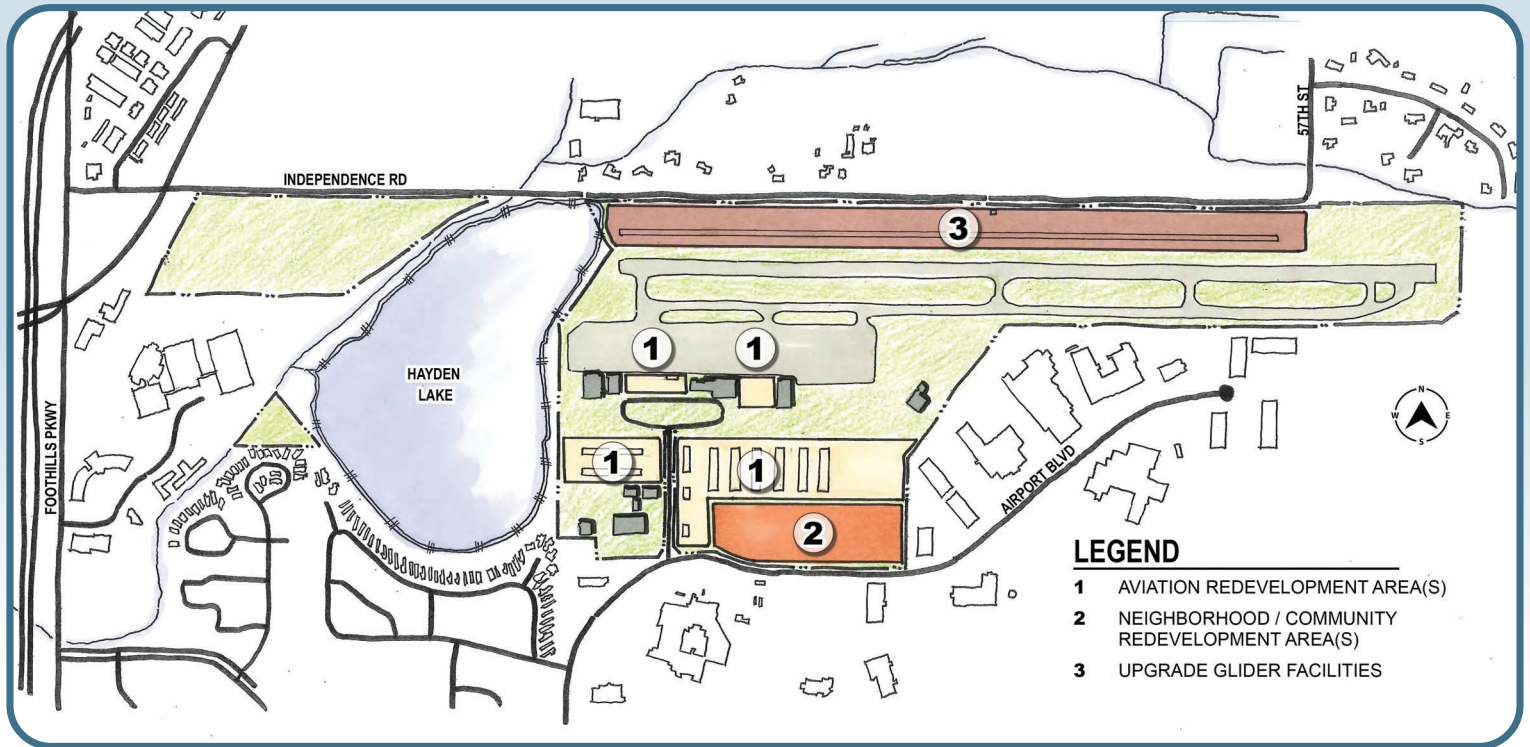 INDEPENDENCE RD
57TH ST
3
1
1
HAYDEN
LAKE
N
W
E
S
FOOTHILLS PKWY
1
1
AIRPORT BLVD
2
LEGEND
1 AVIATION REDEVELOPMENT AREA(S)
2 NEIGHBORHOOD / COMMUNITY
REDEVELOPMENT AREA(S)
3 UPGRADE GLIDER FACILITIES